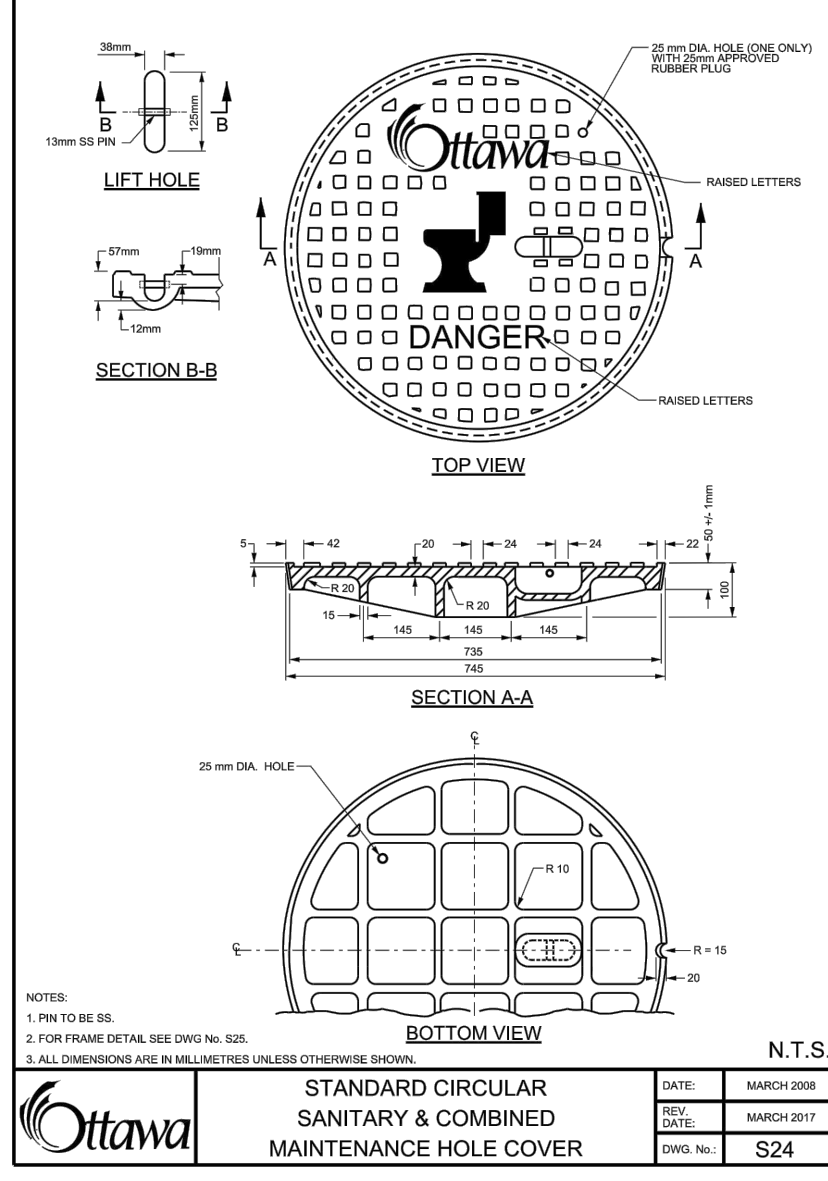 38mm
125mm
B
B
13mm SS PIN
LIFT HOLE
57mm
19mm
12mm
SECTION B-B
25 mm DIA. HOLE (ONE ONLY)
WITH 25mm APPROVED
RUBBER PLUG
Ottawa
RAISED LETTERS
A
A
DANGER
RAISED LETTERS
TOP VIEW
5
42
20
24
24
22
50 +/- 1mm
100
R 20
R 20
15
145
145
145
735
745
SECTION A-A
℄
25 mm DIA. HOLE
R 10
℄
R = 15
20
BOTTOM VIEW
NOTES:
1. PIN TO BE SS.
2. FOR FRAME DETAIL SEE DWG No. S25.
3. ALL DIMENSIONS ARE IN MILLIMETRES UNLESS OTHERWISE SHOWN.
N.T.S.
Ottawa
STANDARD CIRCULAR
SANITARY & COMBINED
MAINTENANCE HOLE COVER
DATE: MARCH 2008
REV.
DATE: MARCH 2017
DWG. No.: S24